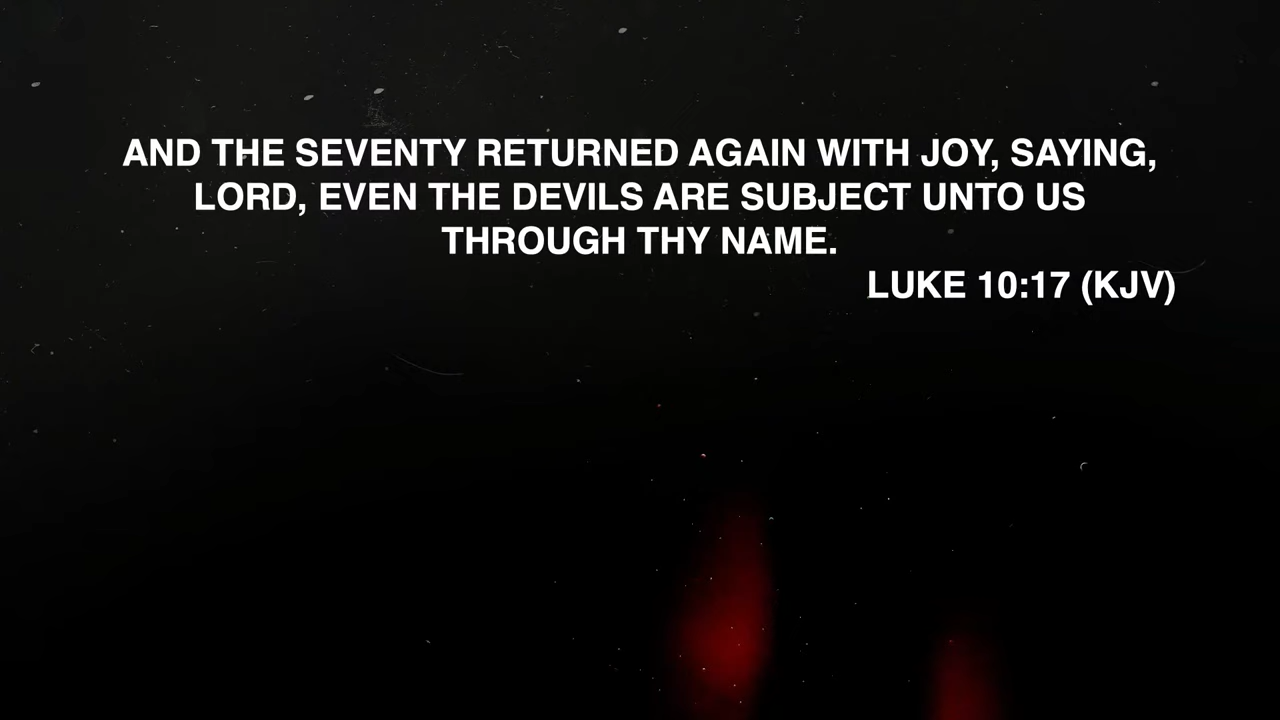 AND THE SEVENTY RETURNED AGAIN WITH JOY, SAYING,
LORD, EVEN THE DEVILS ARE SUBJECT UNTO US
THROUGH THY NAME.
LUKE 10:17 (KJV)